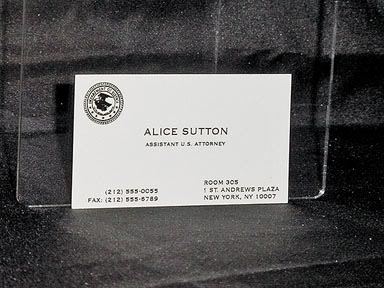 ALICE SUTTON
ASSISTANT U.S. ATTORNEY
(212) 555-0055
FAX: (212) 555-5789
ROOM 305
1 ST. ANDREWS PLAZA
NEW YORK, NY 10007